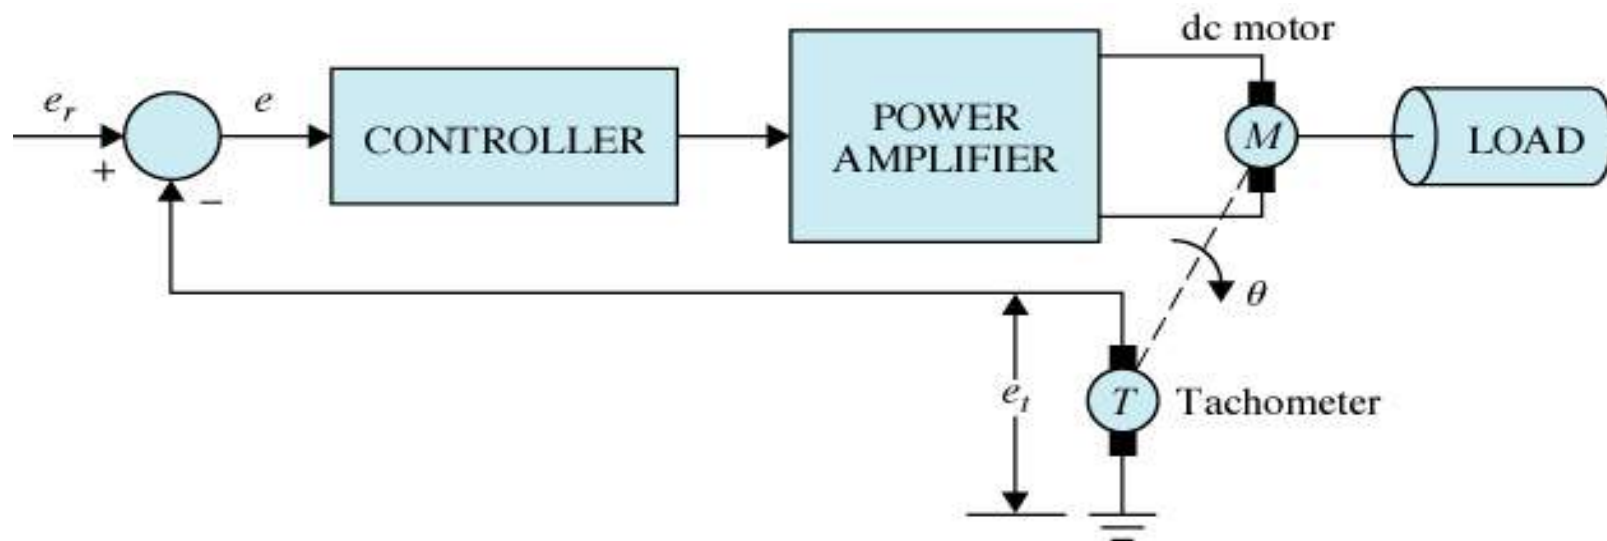 dc motor
e_r
e
+
−
CONTROLLER
POWER
AMPLIFIER
M
LOAD
θ
e_t
T
Tachometer